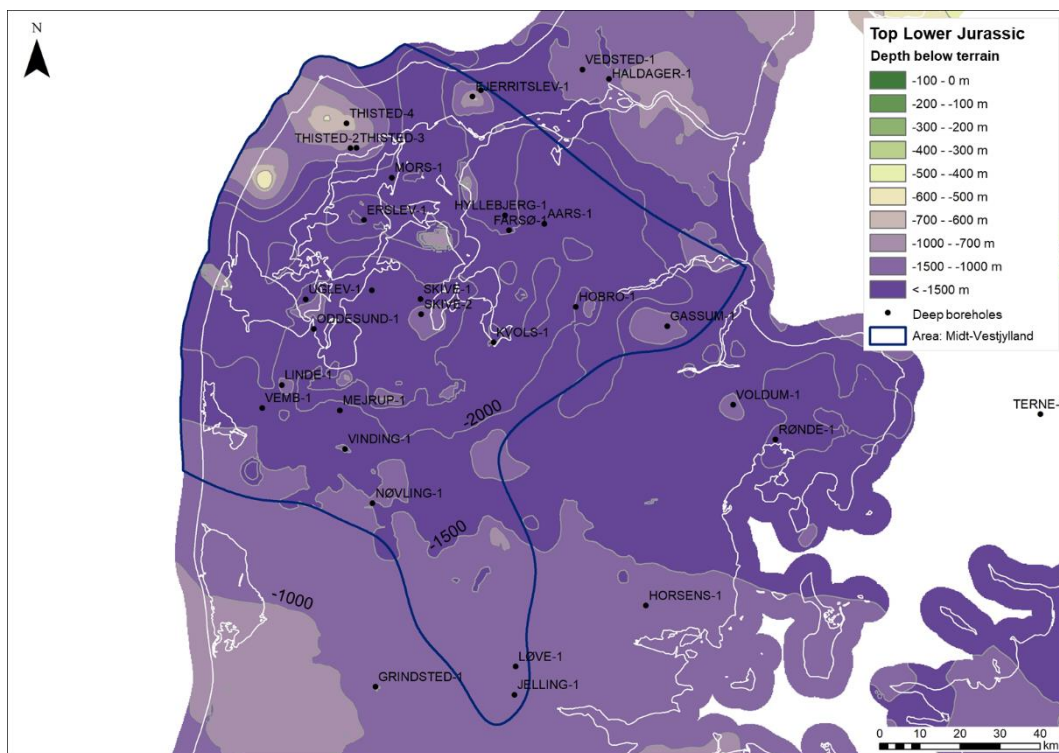 N
VEDSTED-1
HALDAGER-1
FJERRITSLEV-1
THISTED-4
THISTED-2 THISTED-3
MORS-1
HYLLEBJERG-1
ERSLEV-1
FARSØ-1
AARS-1
UGLEV-1
SKIVE-1
SKIVE-2
HOBRO-1
ODDESUND-1
GASSUM-1
KVOLS-1
LINDE-1
VEMB-1
MEJRUP-1
-2000
VOLDUM-1
TERNE-
RØNDE-1
VINDING-1
NØVLING-1
-1500
-1000
HORSENS-1
LØVE-1
GRINDSTED-1
JELLING-1
Top Lower Jurassic
Depth below terrain
-100 - 0 m
-200 - -100 m
-300 - -200 m
-400 - -300 m
-500 - -400 m
-600 - -500 m
-700 - -600 m
-1000 - -700 m
-1500 - -1000 m
< -1500 m
Deep boreholes
Area: Midt-Vestjylland
0 5 10 20 30 40
km